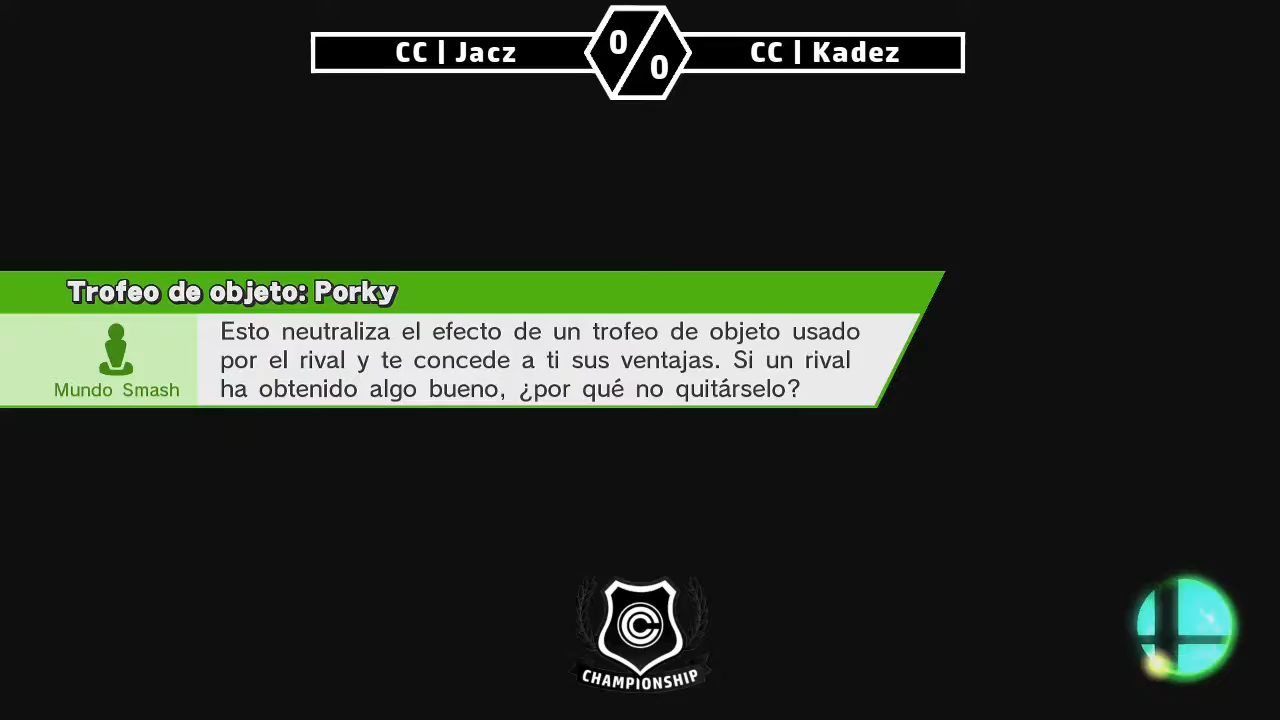 CC | Jacz
0
0
CC | Kadez
Trofeo de objeto: Porky
Mundo Smash
Esto neutraliza el efecto de un trofeo de objeto usado
por el rival y te concede a ti sus ventajas. Si un rival
ha obtenido algo bueno, ¿por qué no quitárselo?
CC
CHAMPIONSHIP